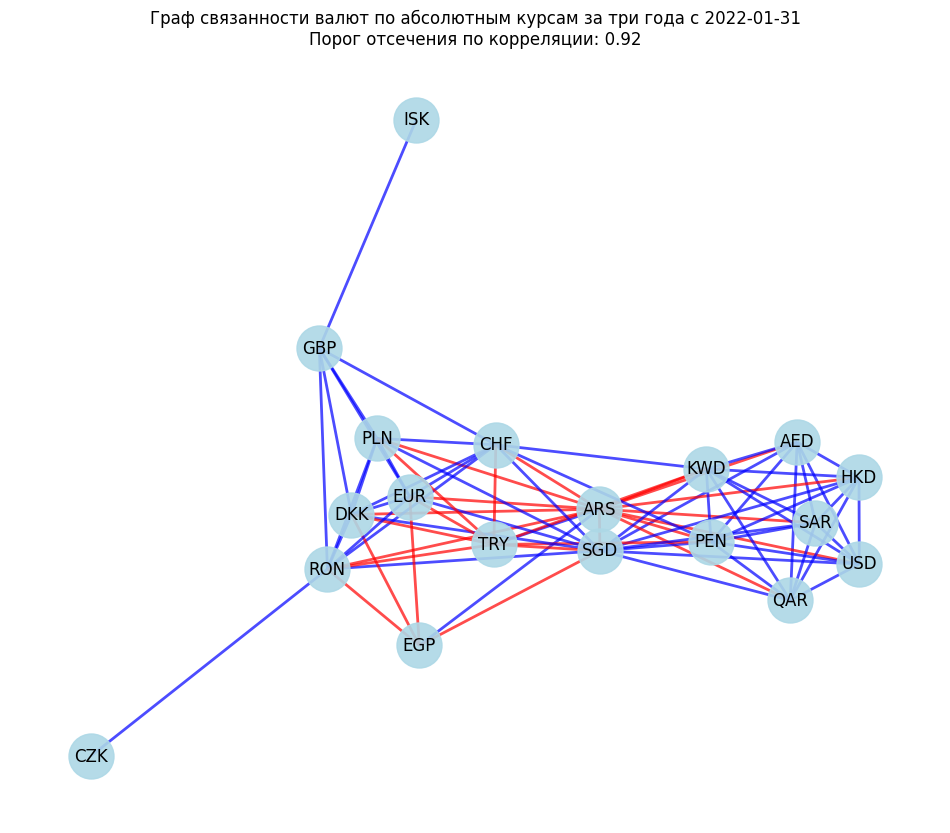 Граф связанности валют по абсолютным курсам за три года с 2022-01-31
Порог отсечения по корреляции: 0.92
ISK
GBP
PLN
CHF
AED
KWD
HKD
EUR
DKK
ARS
SAR
TRY
SGD
PEN
RON
USD
QAR
EGP
CZK